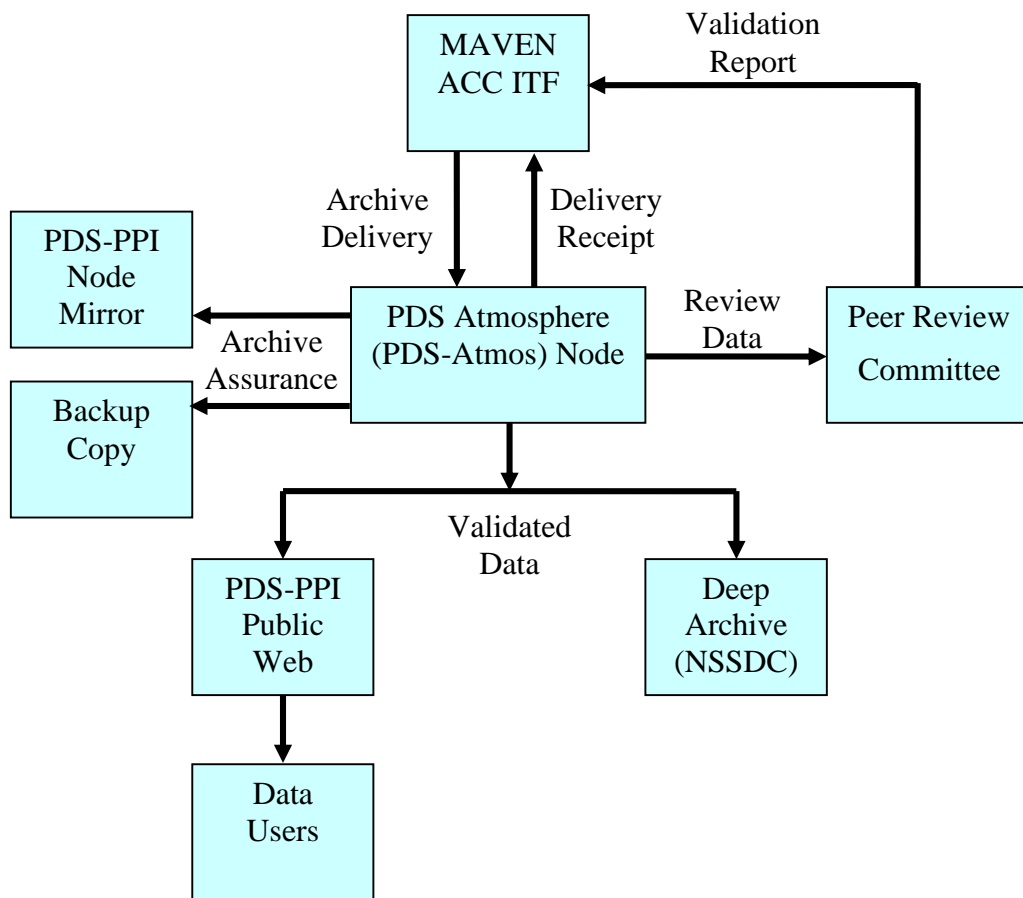 MAVEN
ACC ITF
Validation
Report
Archive
Delivery
Delivery
Receipt
PDS-PPI
Node
Mirror
PDS Atmosphere
(PDS-Atmos) Node
Review
Data
Peer Review
Committee
Archive
Assurance
Backup
Copy
Validated
Data
PDS-PPI
Public
Web
Deep
Archive
(NSSDC)
Data
Users